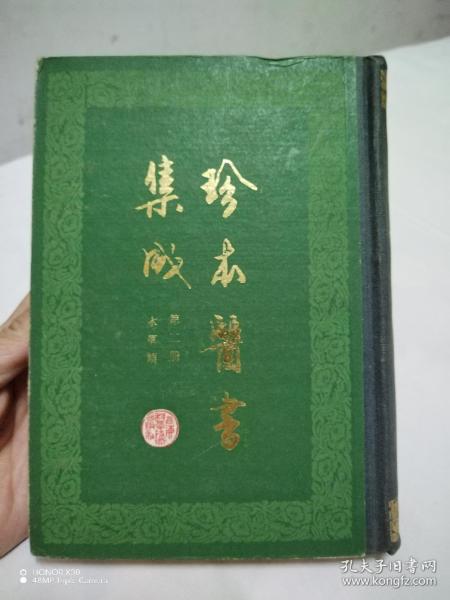 珍本醫書
集成
第二册
本草類
HONOR X30
48MP Triple Camera
孔夫子旧书网
www.kongfz.com